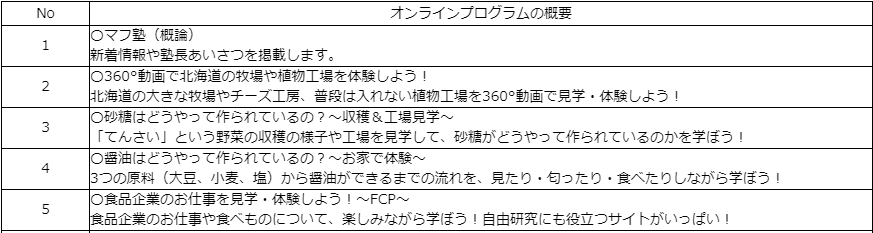 No オンラインプログラムの概要
1
〇マフ塾（概論）
新着情報や塾長あいさつを掲載します。
2
〇360°動画で北海道の牧場や植物工場を体験しよう！
北海道の大きな牧場やチーズ工房、普段は入れない植物工場を360°動画で見学・体験しよう！
3
〇砂糖はどうやって作られているの？～収穫＆工場見学～
「てんさい」という野菜の収穫の様子や工場を見学して、砂糖がどうやって作られているのかを学ぼう！
4
〇醤油はどうやって作られているの？～お家で体験～
3つの原料（大豆、小麦、塩）から醤油ができるまでの流れを、見たり・匂ったり・食べたりしながら学ぼう！
5
〇食品企業のお仕事を見学・体験しよう！～FCP～
食品企業のお仕事や食べものについて、楽しみながら学ぼう！自由研究にも役立つサイトがいっぱい！